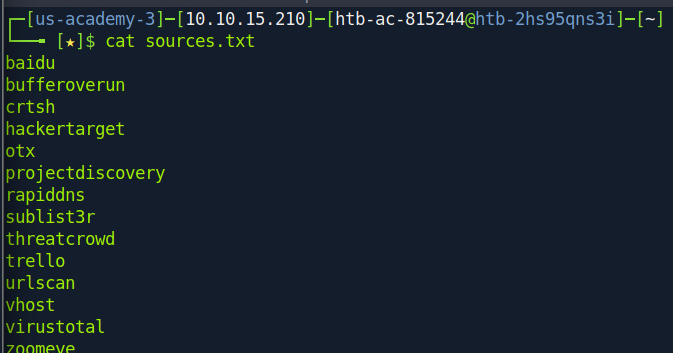 ┌─[us-academy-3]─[10.10.15.210]─[htb-ac-815244@htb-2hs95qns3i]─[~]
└──╼ [★]$ cat sources.txt
baidu
bufferoverun
crtsh
hackertarget
otx
projectdiscovery
rapiddns
sublist3r
threatcrowd
trello
urlscan
vhost
virustotal
zoomeye